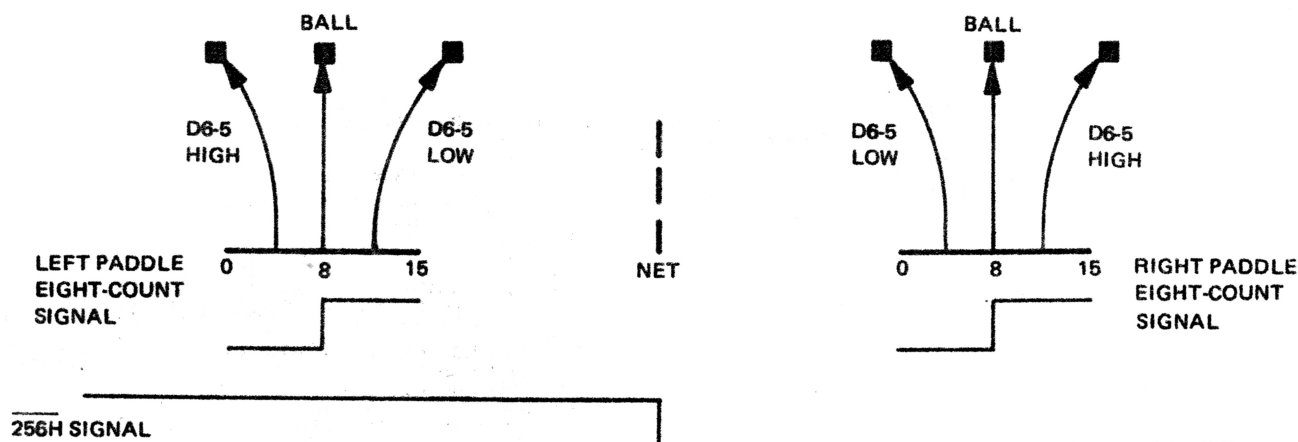 BALL
D6-5
HIGH
D6-5
LOW
LEFT PADDLE
EIGHT-COUNT
SIGNAL
0 8 15
NET
BALL
D6-5
LOW
D6-5
HIGH
0 8 15
RIGHT PADDLE
EIGHT-COUNT
SIGNAL
256H SIGNAL